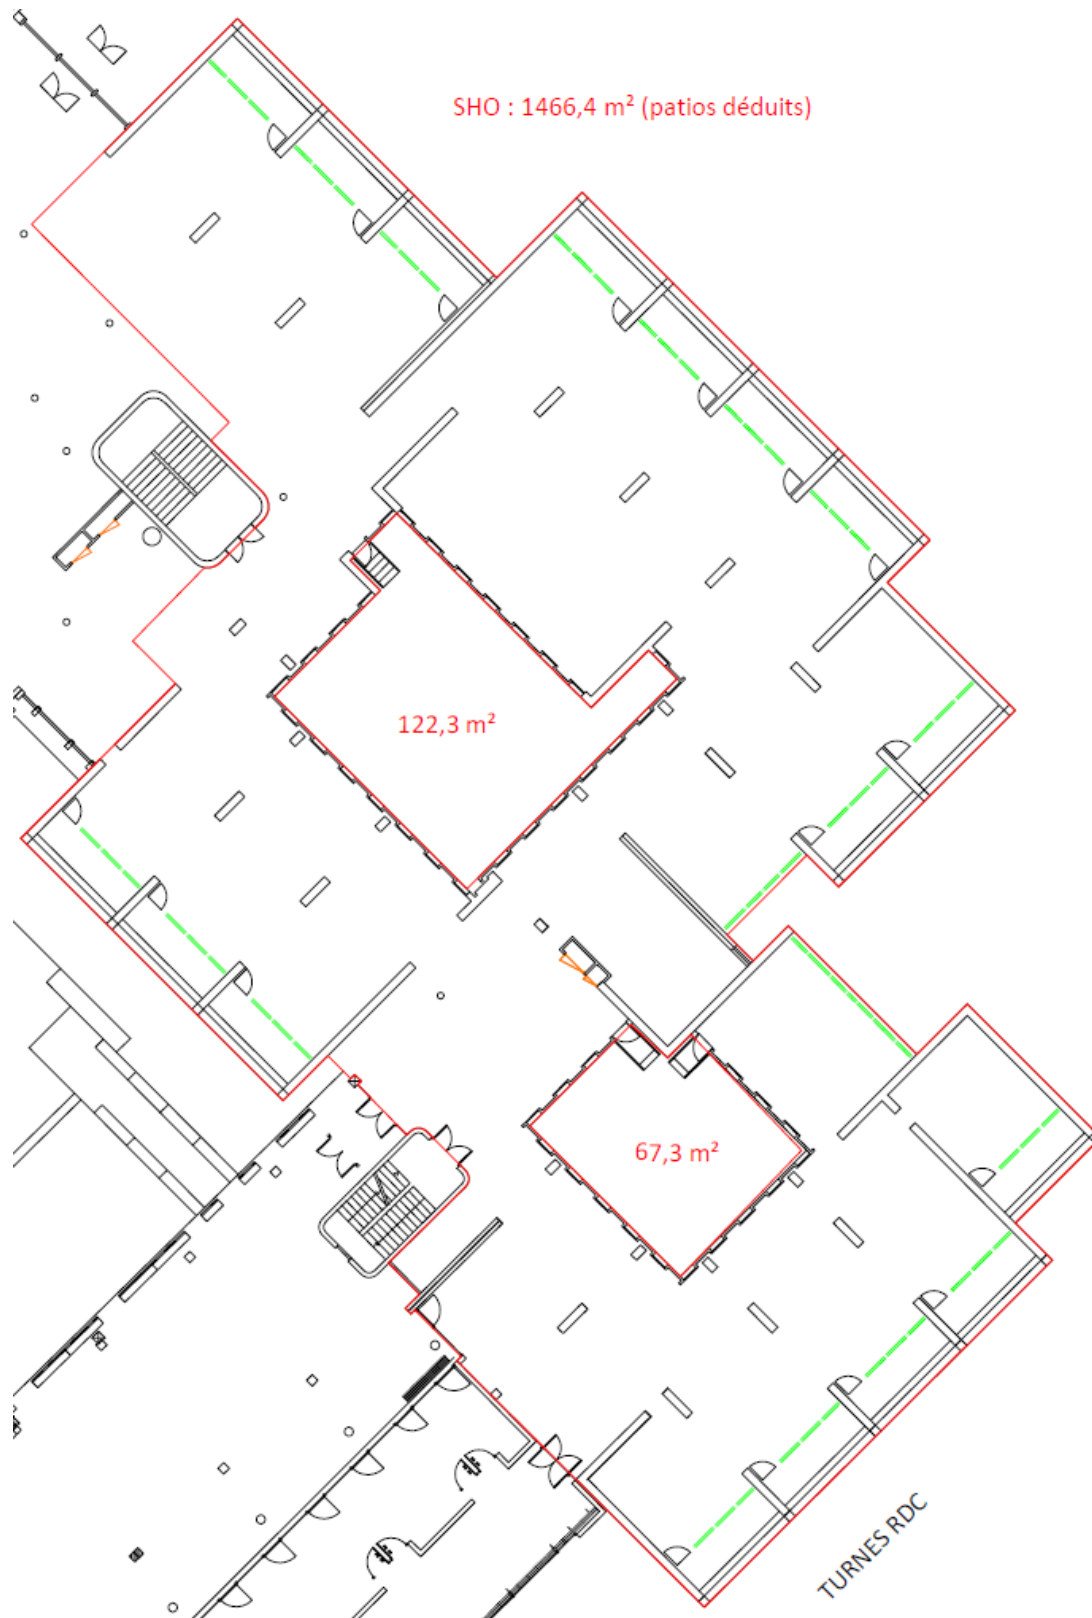 SHO : 1466,4 m² (patios déduits)
122,3 m²
67,3 m²
TURNES RDC